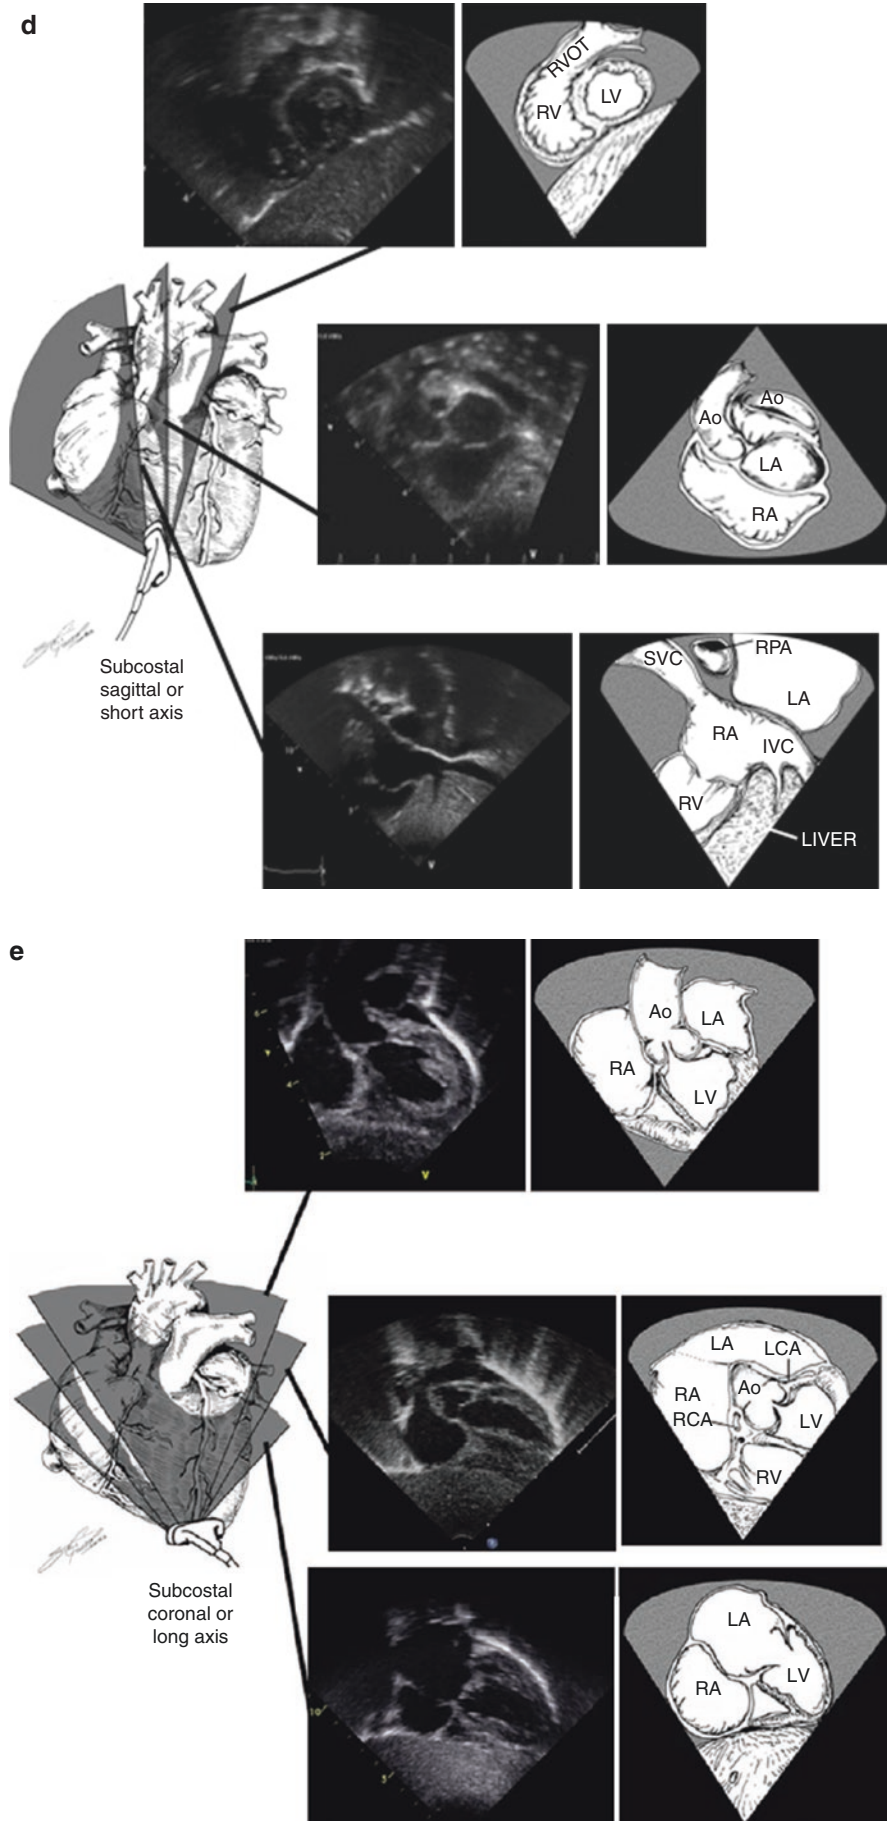 d
RVOT
RV
LV
Ao
Ao
LA
RA
Subcostal
sagittal or
short axis
V
SVC
RPA
LA
RA
IVC
RV
LIVER
V
e
Ao
LA
RA
LV
V
LA
LCA
RA
Ao
RCA
LV
RV
Subcostal
coronal or
long axis
LA
LV
RA
10
5